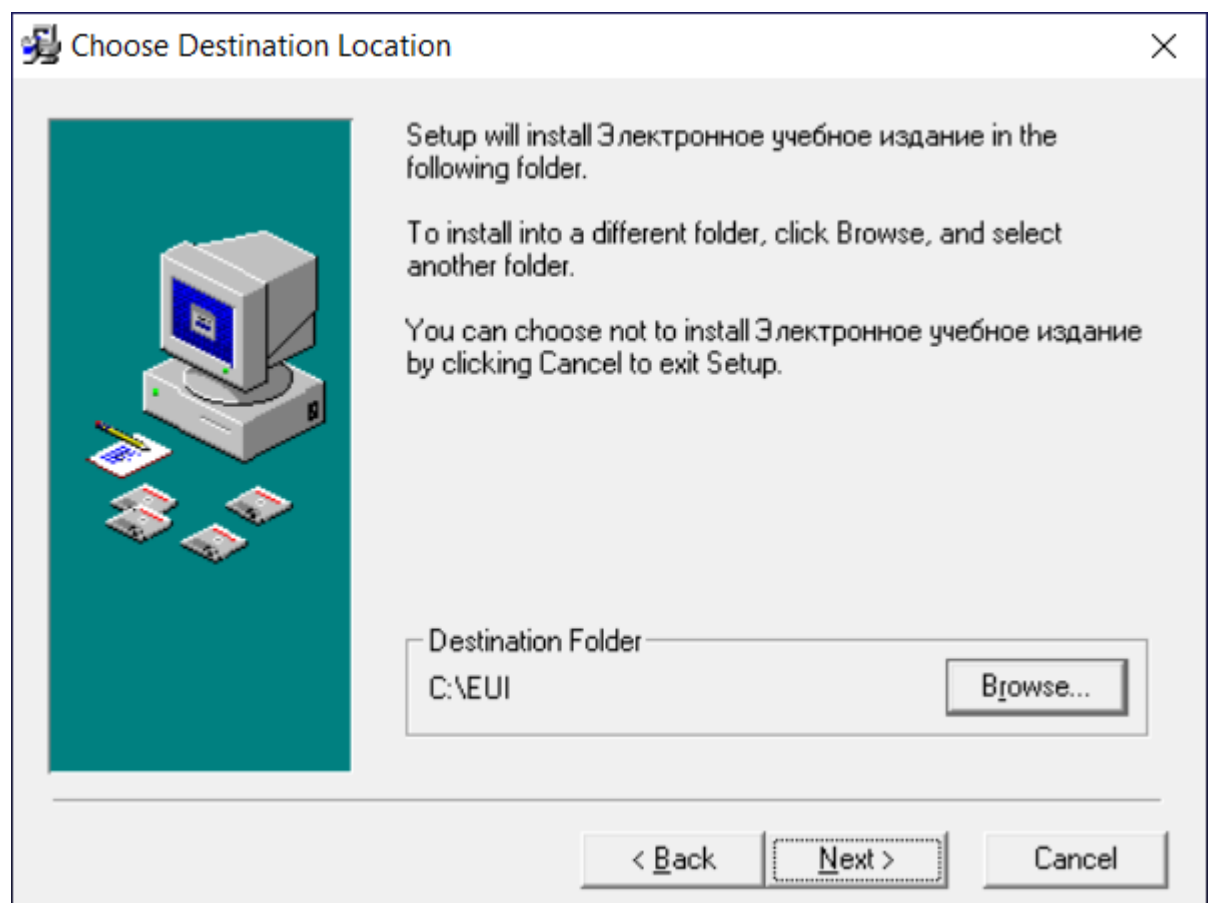 Choose Destination Location
Setup will install Электронное учебное издание in the
following folder.
To install into a different folder, click Browse, and select
another folder.
You can choose not to install Электронное учебное издание
by clicking Cancel to exit Setup.
Destination Folder
C:\EUI
Browse...
< Back
Next >
Cancel